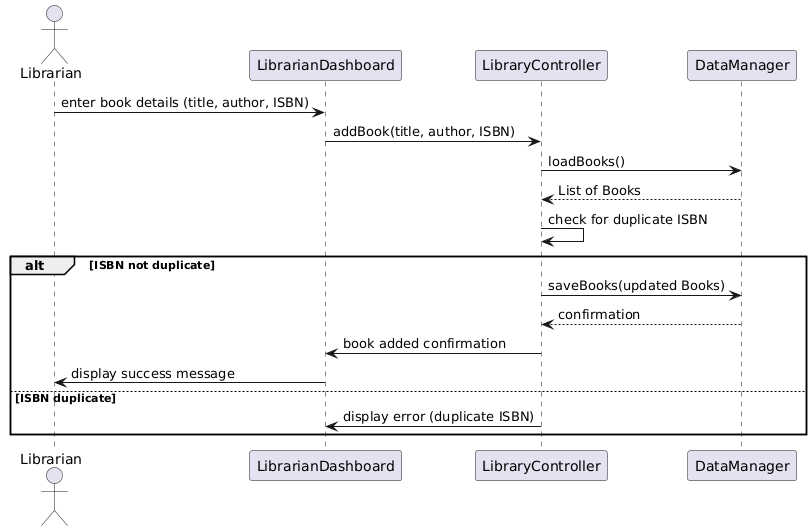 Librarian
LibrarianDashboard
LibraryController
DataManager
enter book details (title, author, ISBN)
addBook(title, author, ISBN)
loadBooks()
List of Books
check for duplicate ISBN
alt
[ISBN not duplicate]
saveBooks(updated Books)
confirmation
book added confirmation
display success message
[ISBN duplicate]
display error (duplicate ISBN)
Librarian
LibrarianDashboard
LibraryController
DataManager